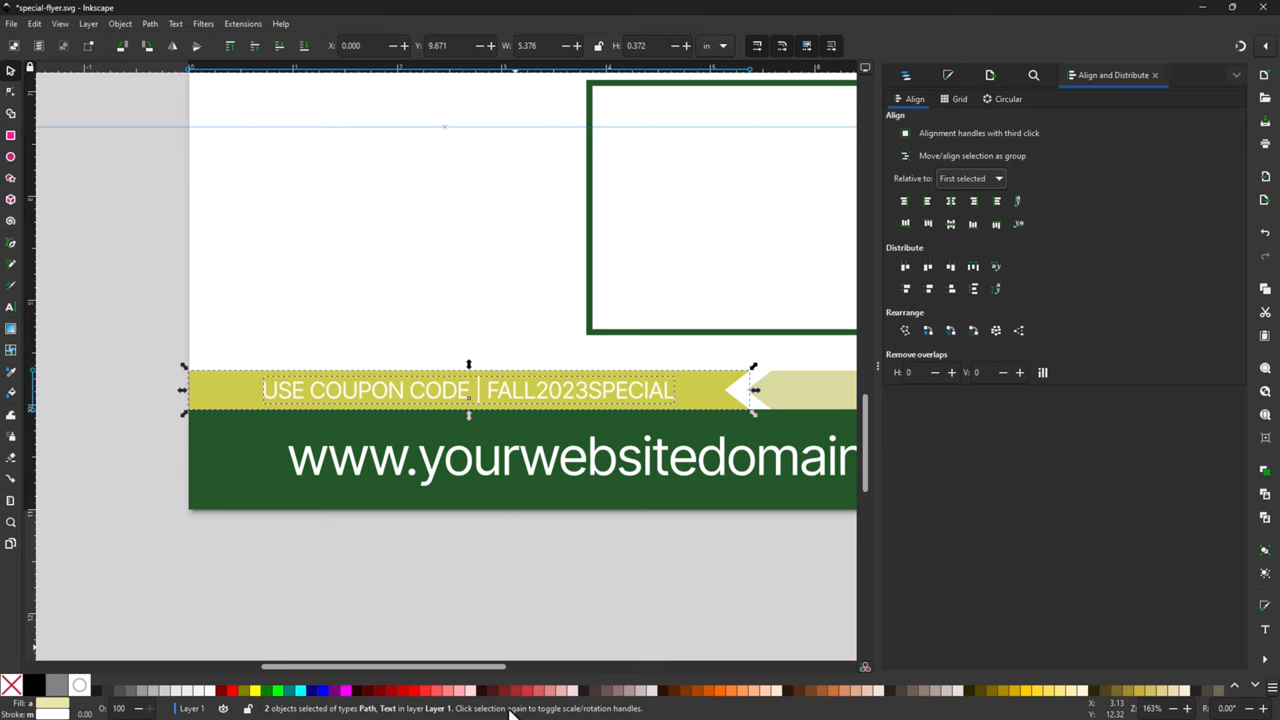 *special-flyer.svg - Inkscape
File Edit View Layer Object Path Text Filters Extensions Help
X: 0.000 Y: 9.671 W: 5.376 H: 0.372 in
Align and Distribute
Align Grid Circular
Align
Alignment handles with third click
Move/align selection as group
Relative to: First selected
Distribute
Rearrange
Remove overlaps
H: 0 V: 0
USE COUPON CODE | FALL2023SPECIAL
www.yourwebsitedomain
Fill: a
Stroke: m 0.00
O: 100
Layer 1
2 objects selected of types Path, Text in layer Layer 1. Click selection again to toggle scale/rotation handles.
X: 3.13
Y: 12.32
Z: 163%
R: 0.00°